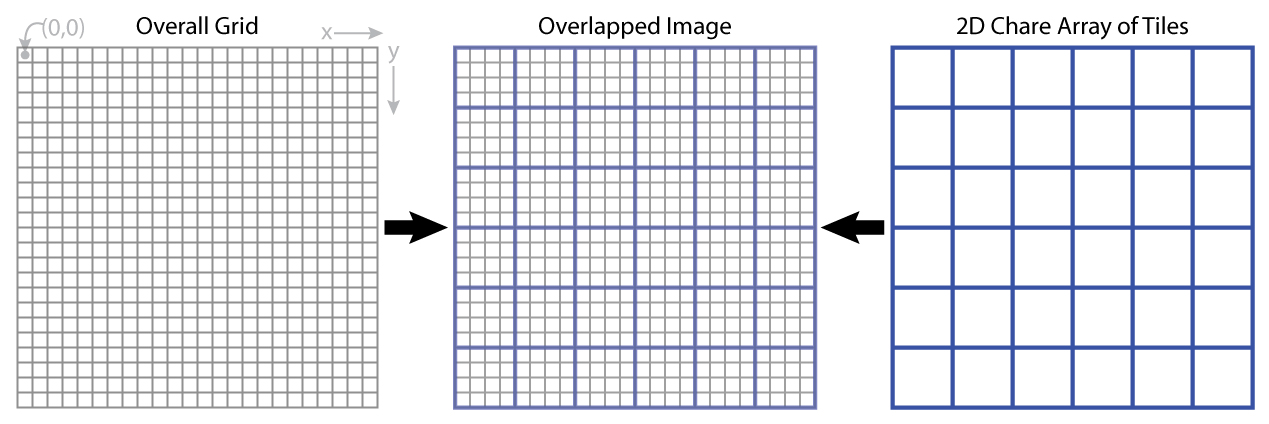 Overall Grid
Overlapped Image
2D Chare Array of Tiles
(0,0)
x
y